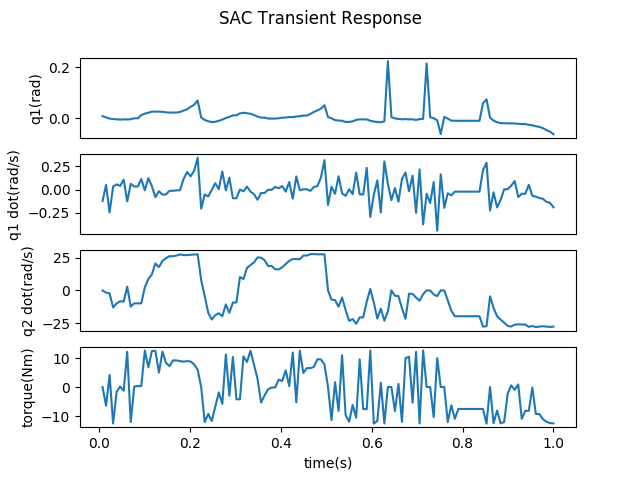 SAC Transient Response
q1(rad)
0.2
0.0
q1 dot(rad/s)
0.25
0.00
−0.25
q2 dot(rad/s)
25
0
−25
torque(Nm)
10
0
−10
0.0 0.2 0.4 0.6 0.8 1.0
time(s)